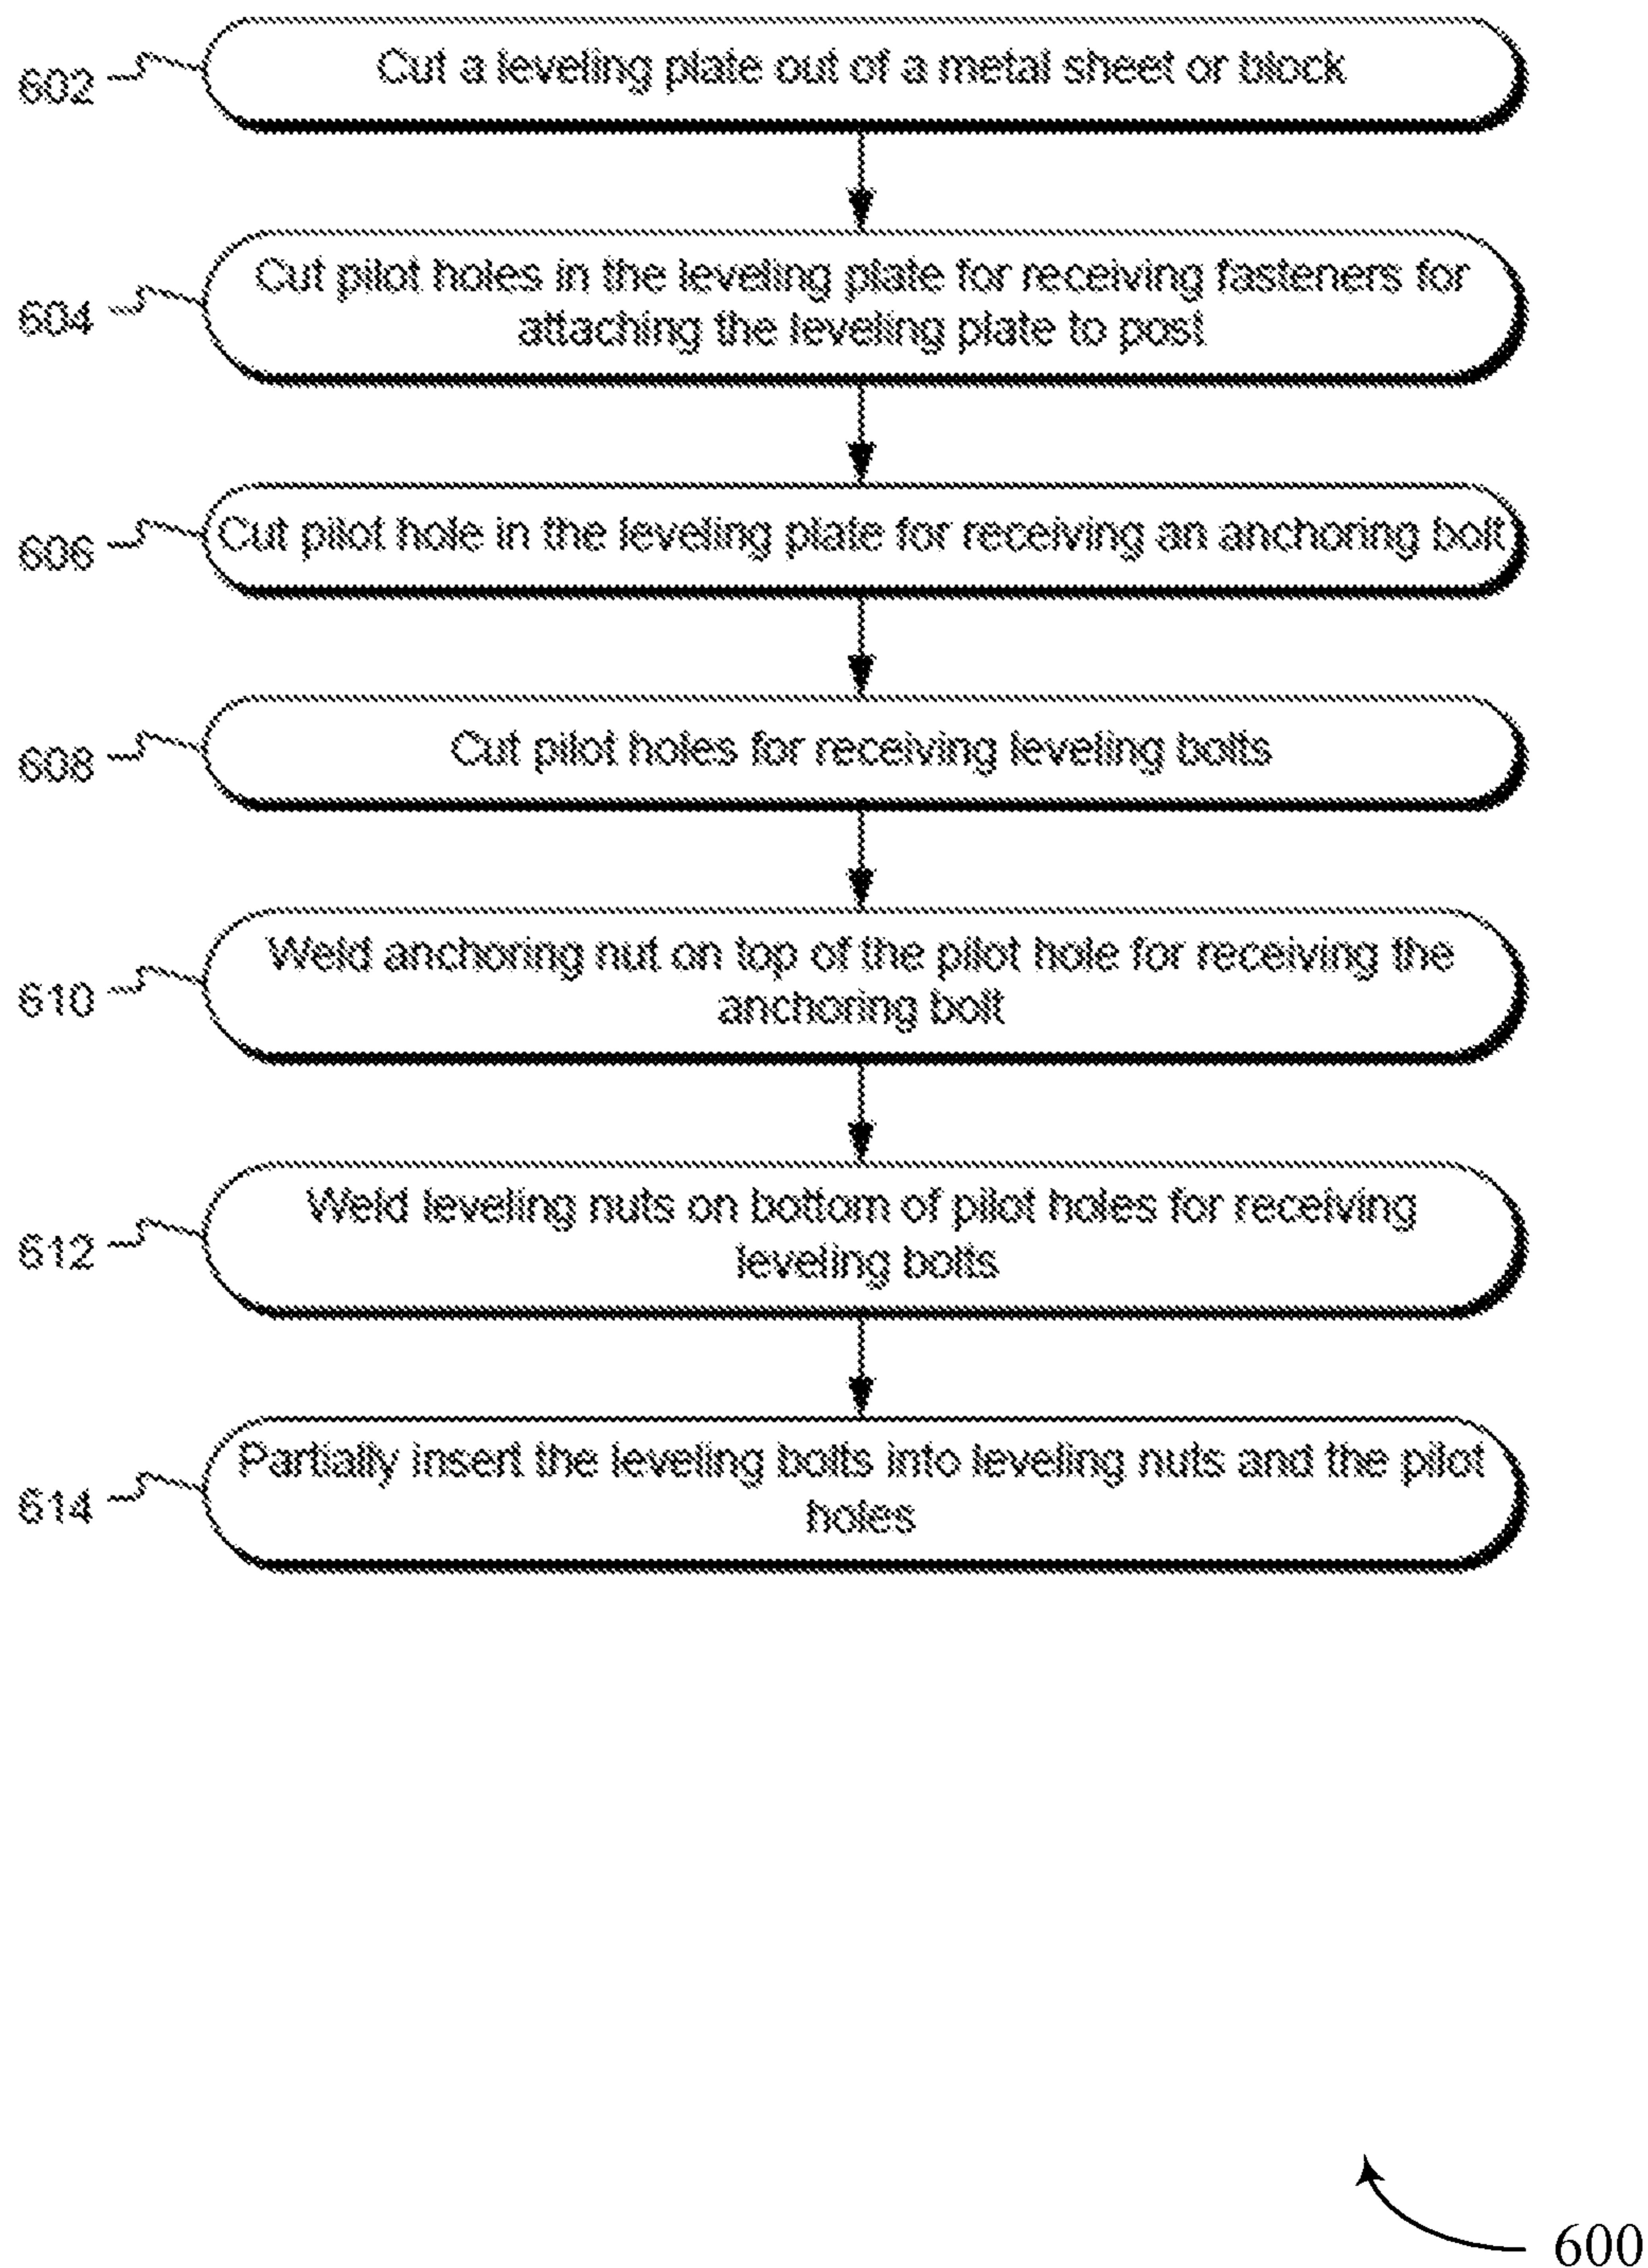 602
Cut a leveling plate out of a metal sheet or block
604
Cut pilot holes in the leveling plate for receiving fasteners for
attaching the leveling plate to post
606
Cut pilot hole in the leveling plate for receiving an anchoring bolt
608
Cut pilot holes for receiving leveling bolts
610
Weld anchoring nut on top of the pilot hole for receiving the
anchoring bolt
612
Weld leveling nuts on bottom of pilot holes for receiving
leveling bolts
614
Partially insert the leveling bolts into leveling nuts and the pilot
holes
600